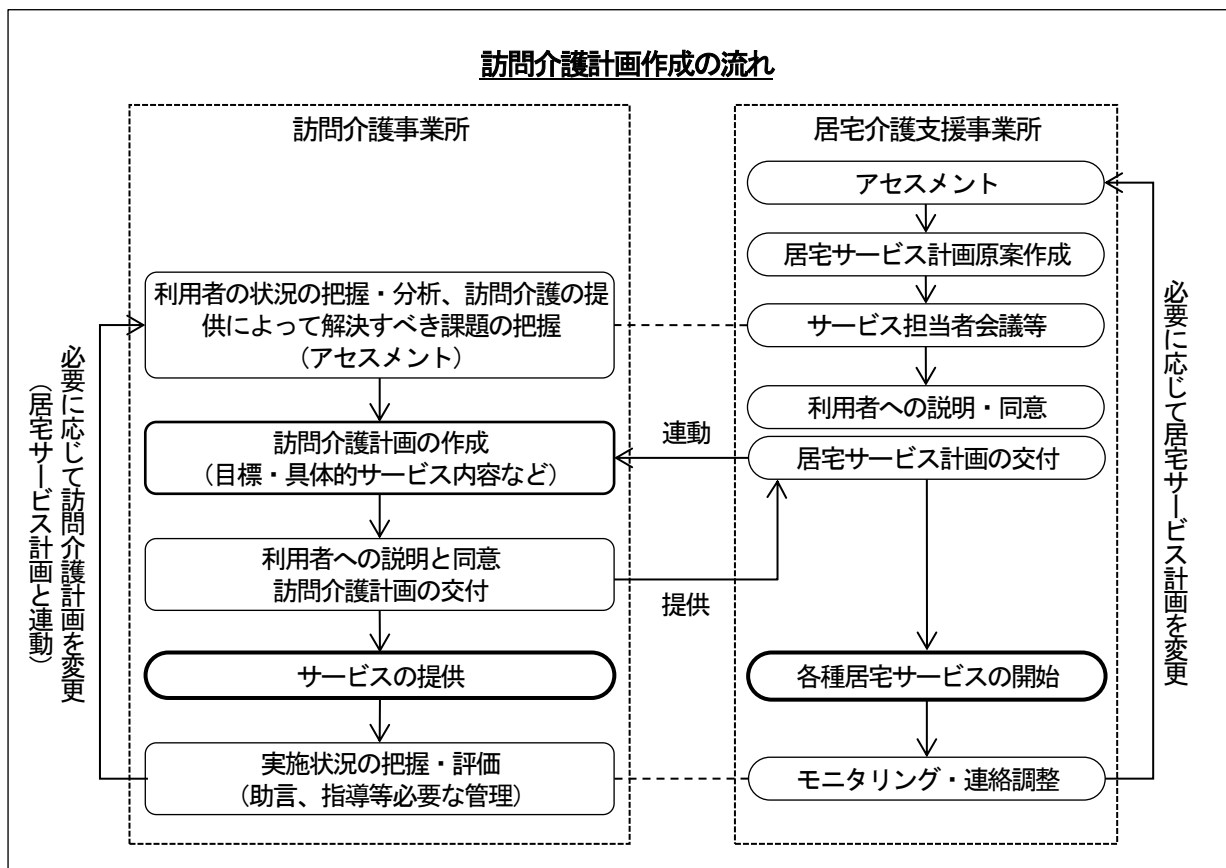 訪問介護計画作成の流れ
訪問介護事業所
利用者の状況の把握・分析、訪問介護の提
供によって解決すべき課題の把握
（アセスメント）
訪問介護計画の作成
（目標・具体的サービス内容など）
利用者への説明と同意
訪問介護計画の交付
サービスの提供
実施状況の把握・評価
（助言、指導等必要な管理）
必要に応じて訪問介護計画を変更
（居宅サービス計画と連動）
連動
提供
居宅介護支援事業所
アセスメント
居宅サービス計画原案作成
サービス担当者会議等
利用者への説明・同意
居宅サービス計画の交付
各種居宅サービスの開始
モニタリング・連絡調整
必要に応じて居宅サービス計画を変更